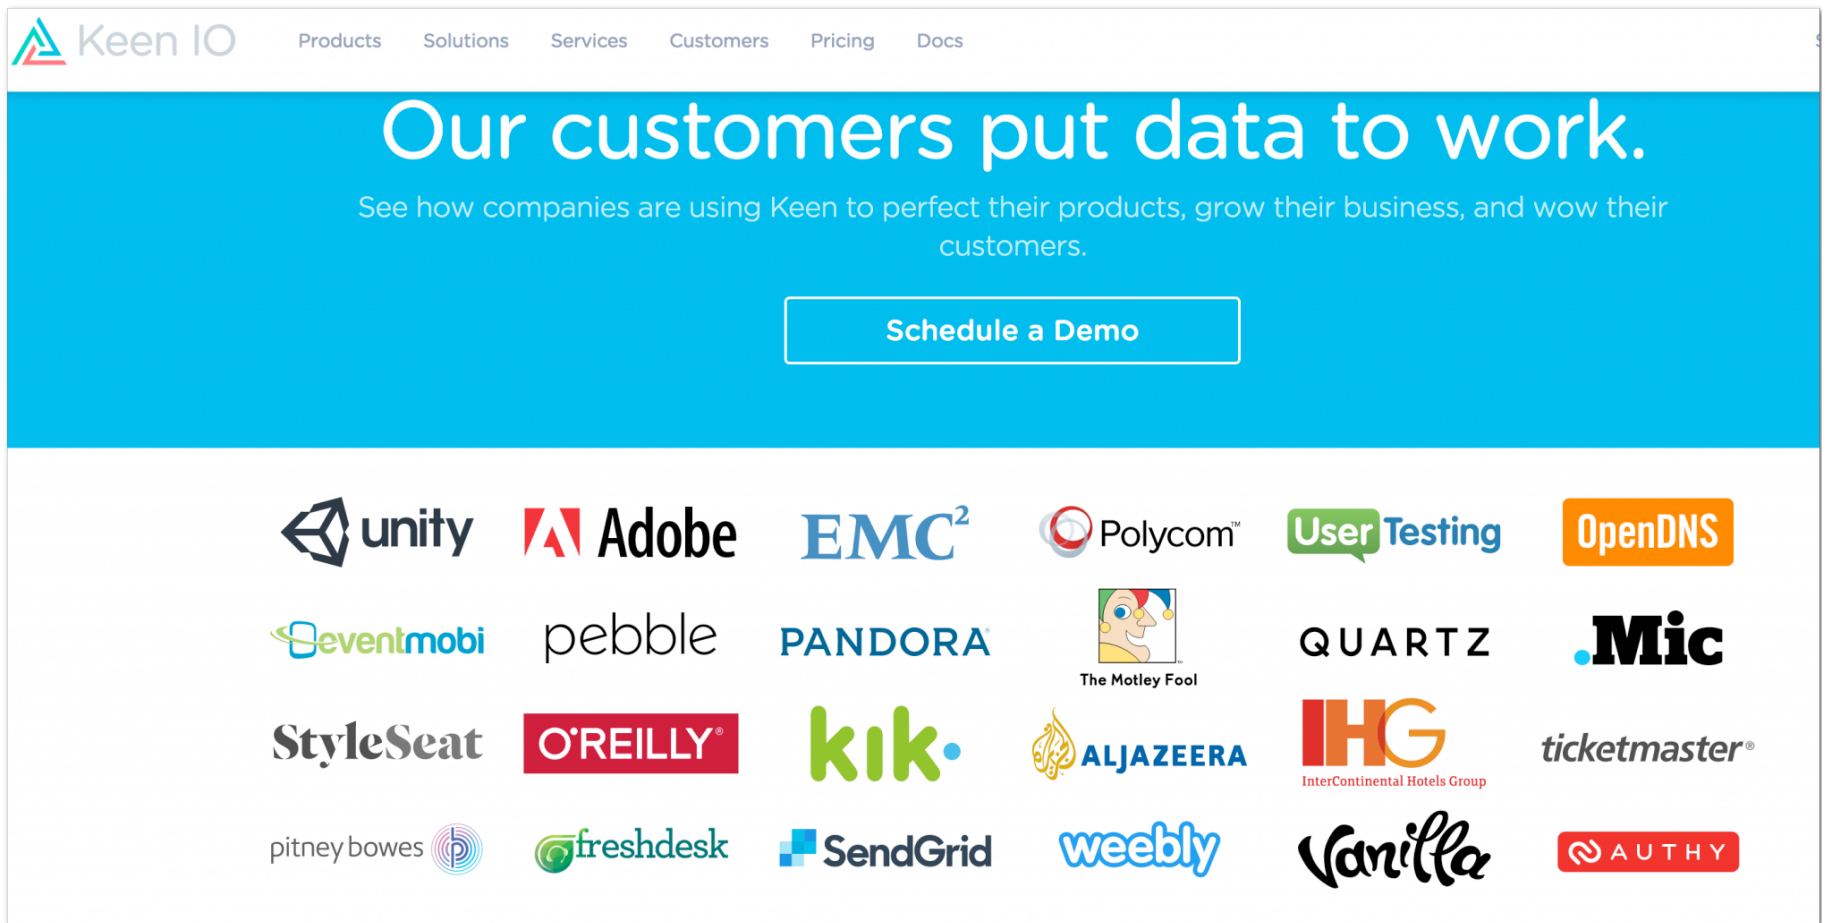 Keen IO
Products Solutions Services Customers Pricing Docs
Our customers put data to work.
See how companies are using Keen to perfect their products, grow their business, and wow their
customers.
Schedule a Demo
unity
Adobe
EMC²
Polycom™
UserTesting
OpenDNS
eventmobi
pebble
PANDORA®
The Motley Fool
QUARTZ
.Mic
StyleSeat
O'REILLY®
kik.
ALJAZEERA
IHG
InterContinental Hotels Group
ticketmaster®
pitney bowes
freshdesk
SendGrid
weebly
Vanilla
AUTHY